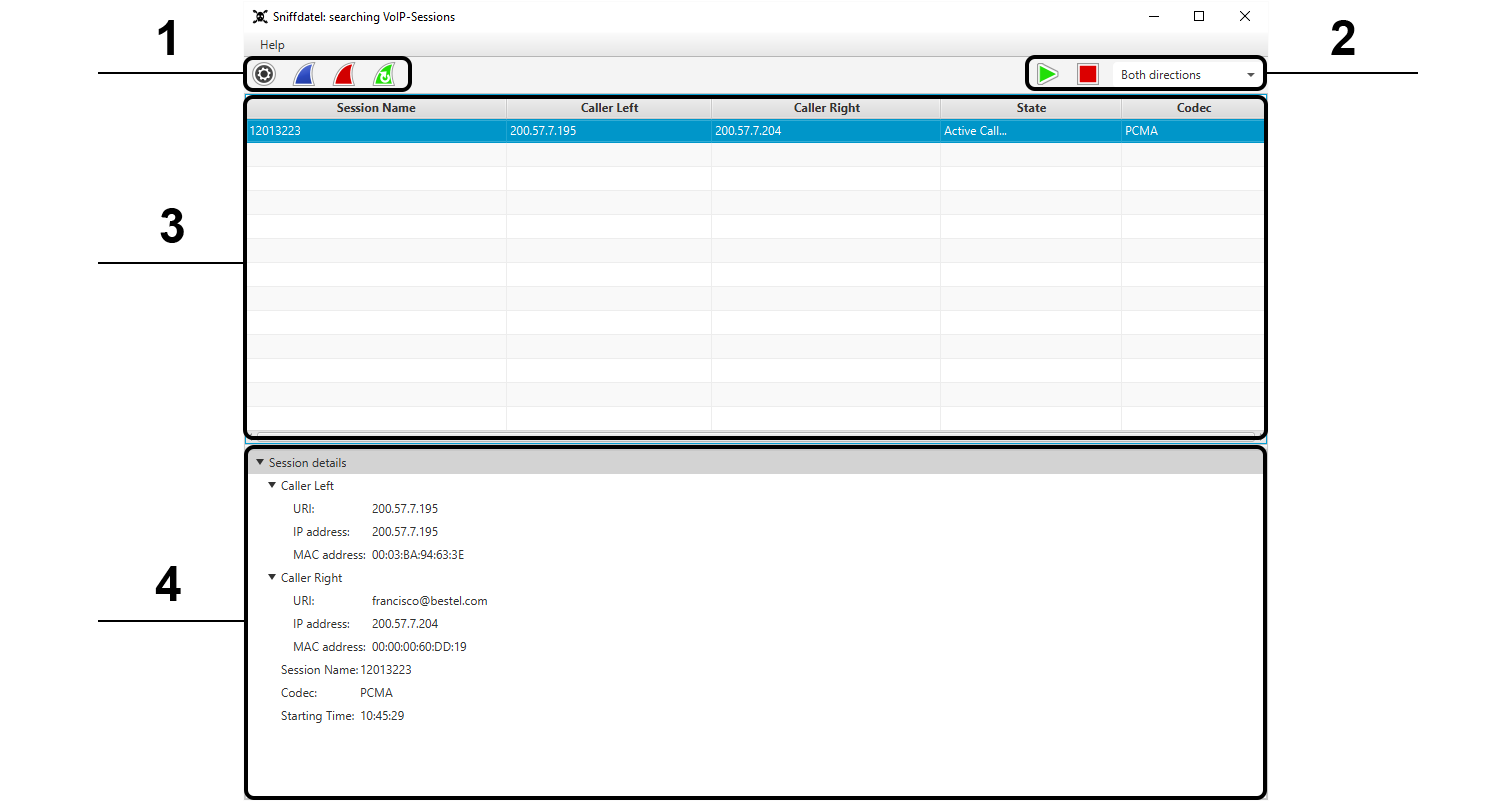 1
2
Sniffdatel: searching VoIP-Sessions
Help
Both directions
Session Name Caller Left Caller Right State Codec
12013223 200.57.7.195 200.57.7.204 Active Call... PCMA
3
Session details
Caller Left
URI: 200.57.7.195
IP address: 200.57.7.195
MAC address: 00:03:BA:94:63:3E
4
Caller Right
URI: francisco@bestel.com
IP address: 200.57.7.204
MAC address: 00:00:00:60:DD:19
Session Name: 12013223
Codec: PCMA
Starting Time: 10:45:29